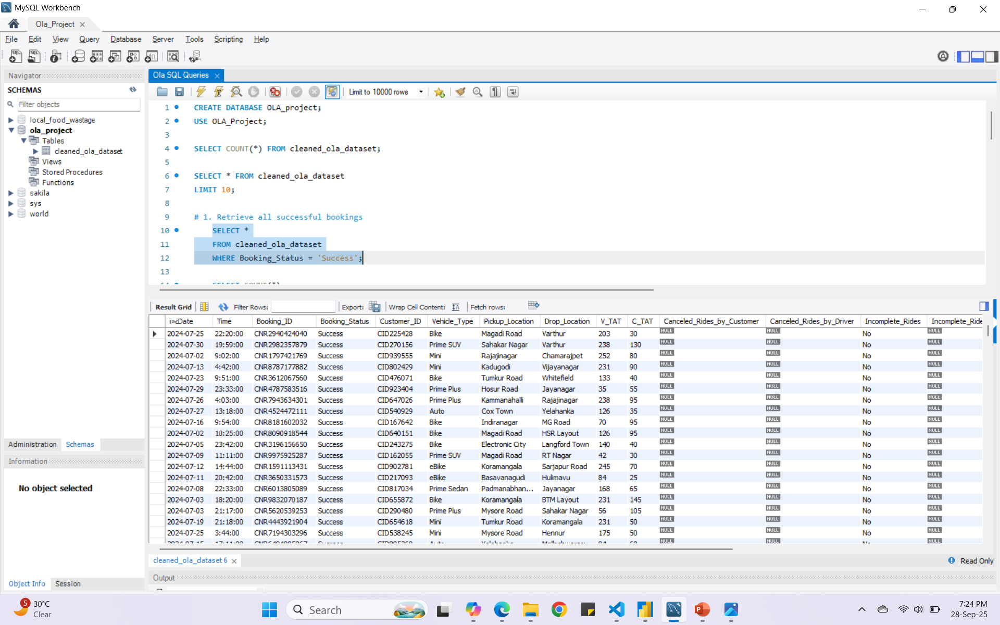 MySQL Workbench
Ola_Project
File Edit View Query Database Server Tools Scripting Help
Navigator
SCHEMAS
Filter objects
local_food_wastage
ola_project
Tables
cleaned_ola_dataset
Views
Stored Procedures
Functions
sakila
sys
world
Administration Schemas
Information
No object selected
Object Info Session
Ola SQL Queries
Limit to 10000 rows
1 CREATE DATABASE OLA_project;
2 USE OLA_Project;
3
4 SELECT COUNT(*) FROM cleaned_ola_dataset;
5
6 SELECT * FROM cleaned_ola_dataset
7 LIMIT 10;
8
9 # 1. Retrieve all successful bookings
10 SELECT *
11 FROM cleaned_ola_dataset
12 WHERE Booking_Status = 'Success';
13
14 SELECT COUNT(*)
Result Grid Filter Rows: Export: Wrap Cell Content: Fetch rows:
ï»¿Date Time Booking_ID Booking_Status Customer_ID Vehicle_Type Pickup_Location Drop_Location V_TAT C_TAT Canceled_Rides_by_Customer Canceled_Rides_by_Driver Incomplete_Rides Incomplete_Ride
2024-07-25 22:20:00 CNR2940424040 Success CID225428 Bike Magadi Road Varthur 203 30 NULL NULL No NULL
2024-07-30 19:59:00 CNR2982357879 Success CID270156 Prime SUV Sahakar Nagar Varthur 238 130 NULL NULL No NULL
2024-07-02 9:02:00 CNR1797421769 Success CID939555 Mini Rajajinagar Chamarajpet 252 80 NULL NULL No NULL
2024-07-13 4:42:00 CNR8787177882 Success CID802429 Mini Kadugodi Vijayanagar 231 90 NULL NULL No NULL
2024-07-23 9:51:00 CNR3612067560 Success CID476071 Bike Tumkur Road Whitefield 133 40 NULL NULL No NULL
2024-07-29 23:33:00 CNR4787583516 Success CID923404 Prime Plus Hosur Road Jayanagar 35 55 NULL NULL No NULL
2024-07-26 4:03:00 CNR7943634301 Success CID647026 Prime Plus Kammanahalli Rajajinagar 238 95 NULL NULL No NULL
2024-07-27 13:18:00 CNR4524472111 Success CID540929 Auto Cox Town Yelahanka 126 35 NULL NULL No NULL
2024-07-16 9:54:00 CNR8181602032 Success CID167642 Bike Indiranagar MG Road 70 95 NULL NULL No NULL
2024-07-02 10:25:00 CNR8090918544 Success CID640151 Bike Magadi Road HSR Layout 126 95 NULL NULL No NULL
2024-07-05 23:42:00 CNR3196156650 Success CID243275 Bike Electronic City Langford Town 140 40 NULL NULL No NULL
2024-07-09 11:11:00 CNR9975925287 Success CID162055 Prime SUV Magadi Road RT Nagar 42 30 NULL NULL No NULL
2024-07-12 14:44:00 CNR1591113431 Success CID902781 eBike Koramangala Sarjapur Road 245 70 NULL NULL No NULL
2024-07-11 20:42:00 CNR3650331573 Success CID217093 eBike Basavanagudi Hulimavu 84 25 NULL NULL No NULL
2024-07-08 22:33:00 CNR6013805089 Success CID817034 Prime Sedan Padmanabhan... Jayanagar 168 65 NULL NULL No NULL
2024-07-03 18:20:00 CNR9832070187 Success CID655872 Bike Koramangala BTM Layout 231 145 NULL NULL No NULL
2024-07-03 21:17:00 CNR5620539253 Success CID290480 Prime Plus Mysore Road Sahakar Nagar 56 105 NULL NULL No NULL
2024-07-19 21:18:00 CNR4443921904 Success CID654618 Mini Tumkur Road Koramangala 231 50 NULL NULL No NULL
2024-07-25 3:44:00 CNR7194303296 Success CID538245 Mini Mysore Road Hennur 175 50 NULL NULL No NULL
cleaned_ola_dataset 6
Read Only
Output
5 30°C
Clear
Search
7:24 PM
28-Sep-25